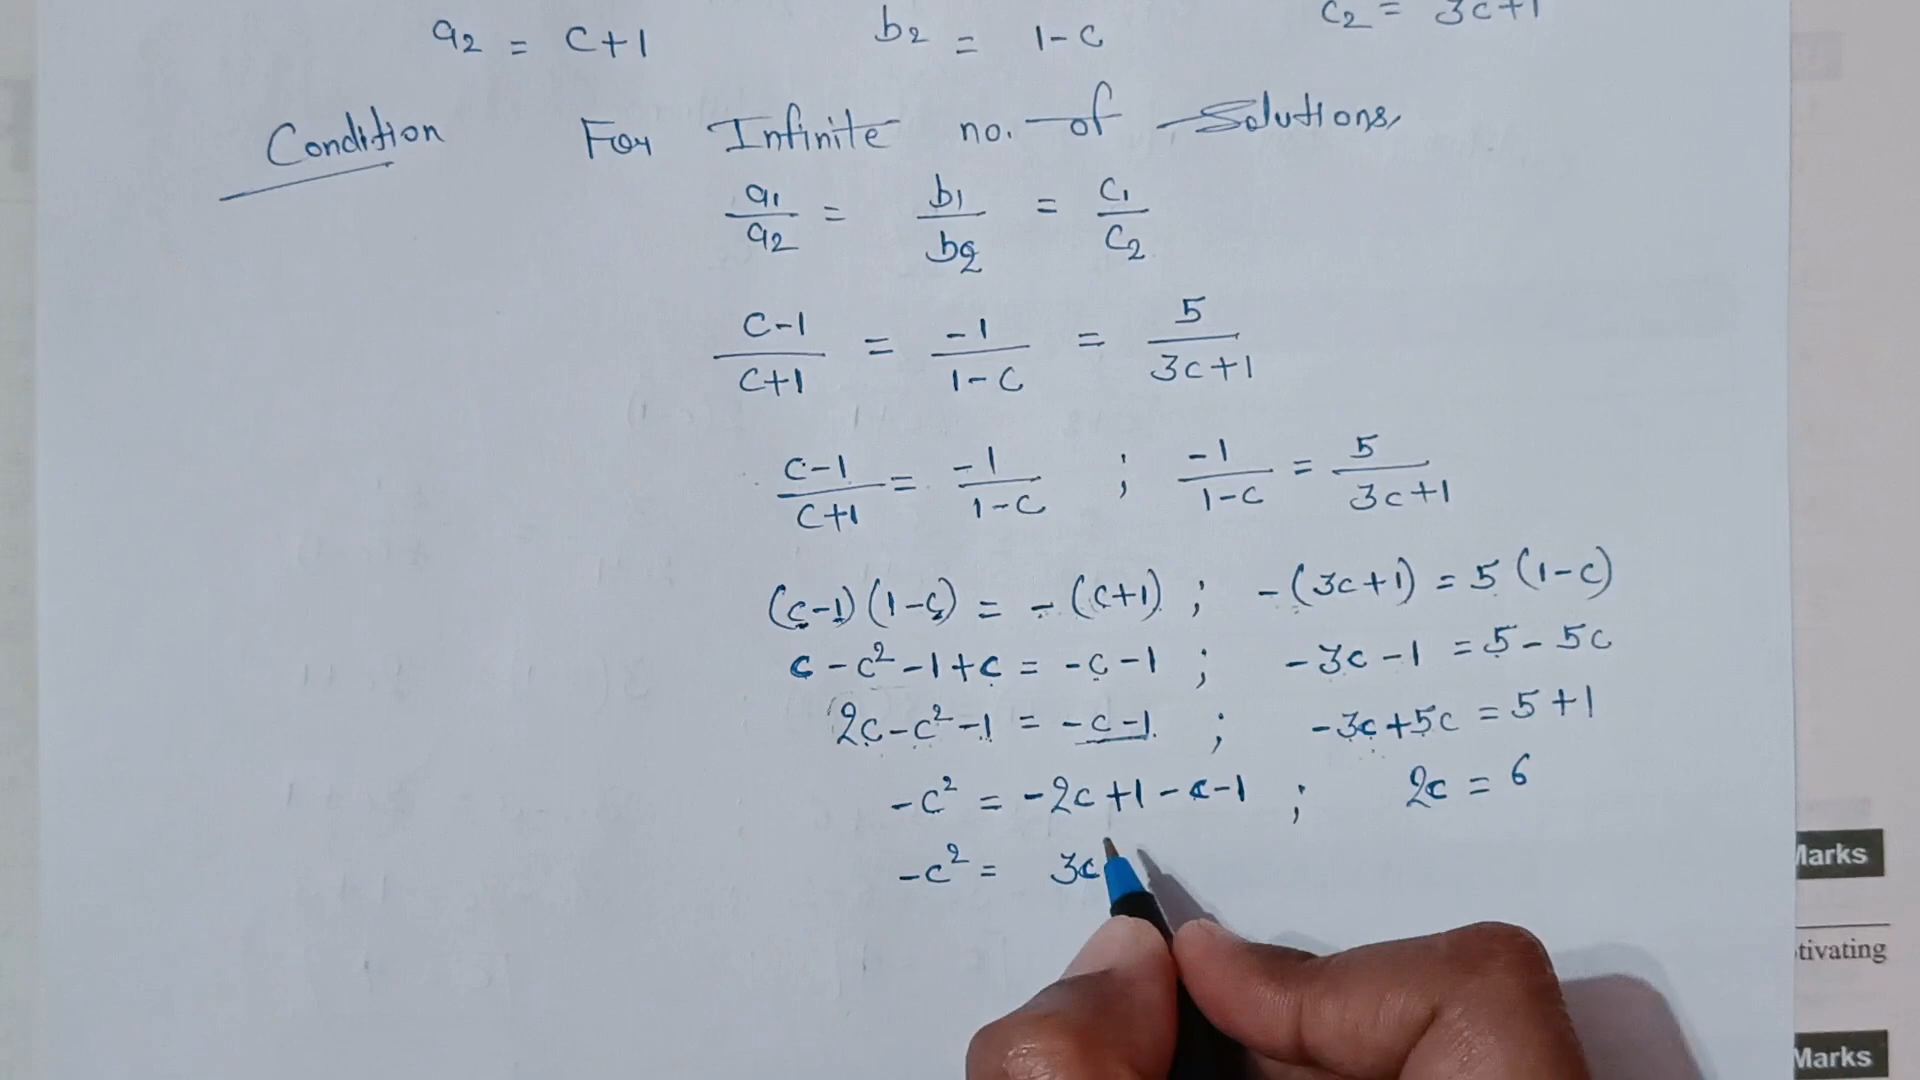 a₂ = c+1 b₂ = 1-c c₂ = 3c+1
Condition For Infinite no. of Solutions,
a₁/a₂ = b₁/b₂ = c₁/c₂
c-1/c+1 = -1/1-c = 5/3c+1
c-1/c+1 = -1/1-c ; -1/1-c = 5/3c+1
(c-1)(1-c) = -(c+1) ; -(3c+1) = 5(1-c)
c - c² - 1 + c = -c - 1 ; -3c - 1 = 5 - 5c
2c - c² - 1 = -c - 1 ; -3c + 5c = 5 + 1
-c² = -2c + 1 - c - 1 ; 2c = 6
-c² = 3c
Marks
tivating
Marks